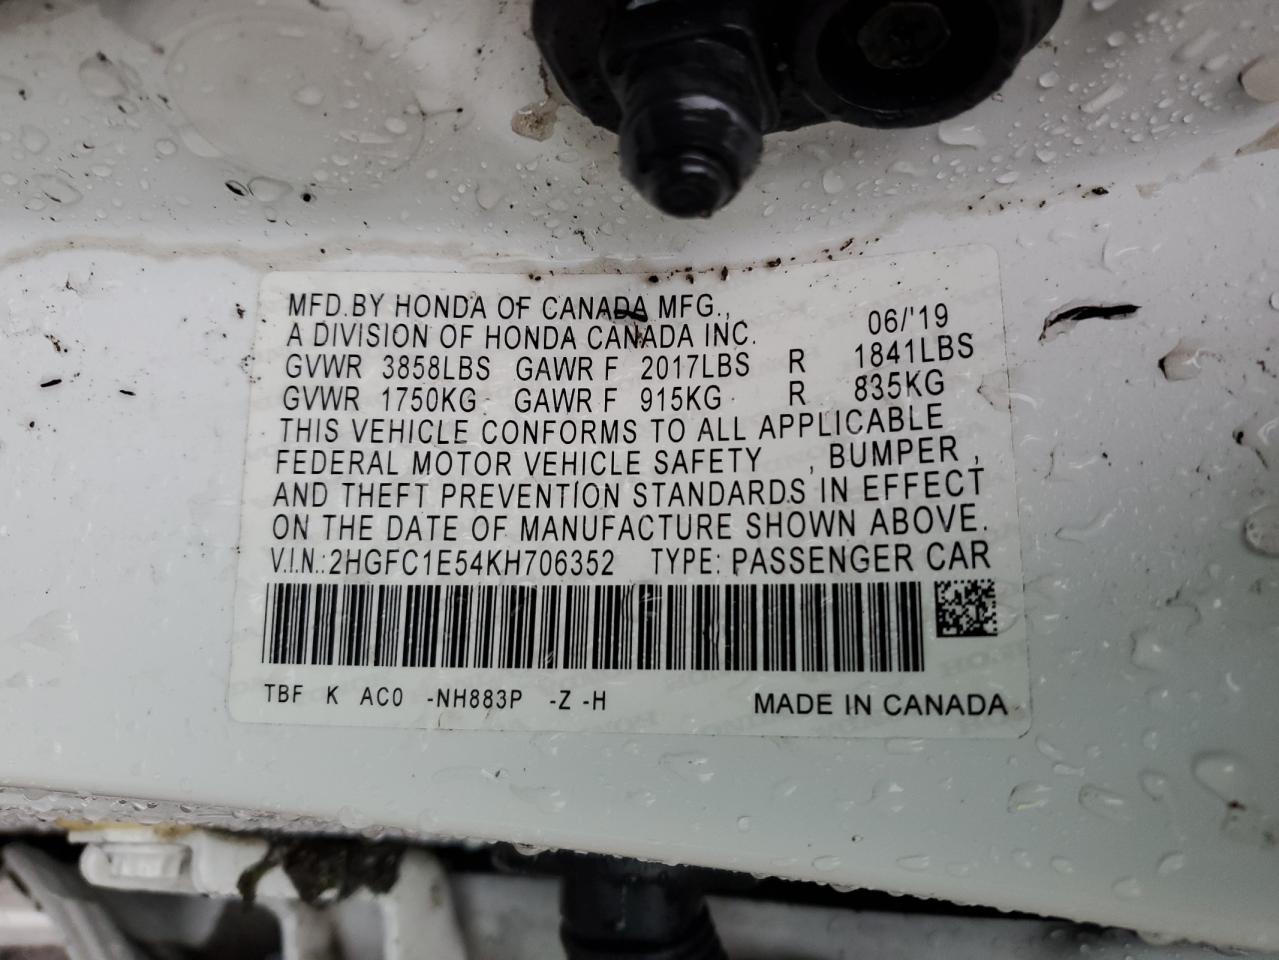 MFD.BY HONDA OF CANADA MFG.,
A DIVISION OF HONDA CANADA INC. 06/'19
GVWR 3858LBS GAWR F 2017LBS R 1841LBS
GVWR 1750KG GAWR F 915KG R 835KG
THIS VEHICLE CONFORMS TO ALL APPLICABLE
FEDERAL MOTOR VEHICLE SAFETY , BUMPER ,
AND THEFT PREVENTION STANDARDS IN EFFECT
ON THE DATE OF MANUFACTURE SHOWN ABOVE.
V.I.N.:2HGFC1E54KH706352 TYPE: PASSENGER CAR
TBF K AC0 -NH883P -Z -H MADE IN CANADA